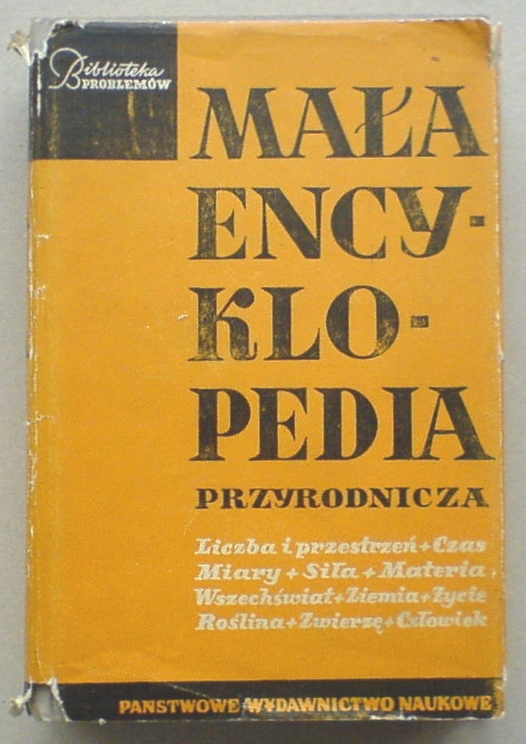 Biblioteka
PROBLEMÓW
MAŁA
ENCY-
KLO-
PEDIA
PRZYRODNICZA
Liczba i przestrzeń + Czas
Miary + Siła + Materia
Wszechświat + Ziemia + Życie
Roślina + Zwierzę + Człowiek
PAŃSTWOWE WYDAWNICTWO NAUKOWE